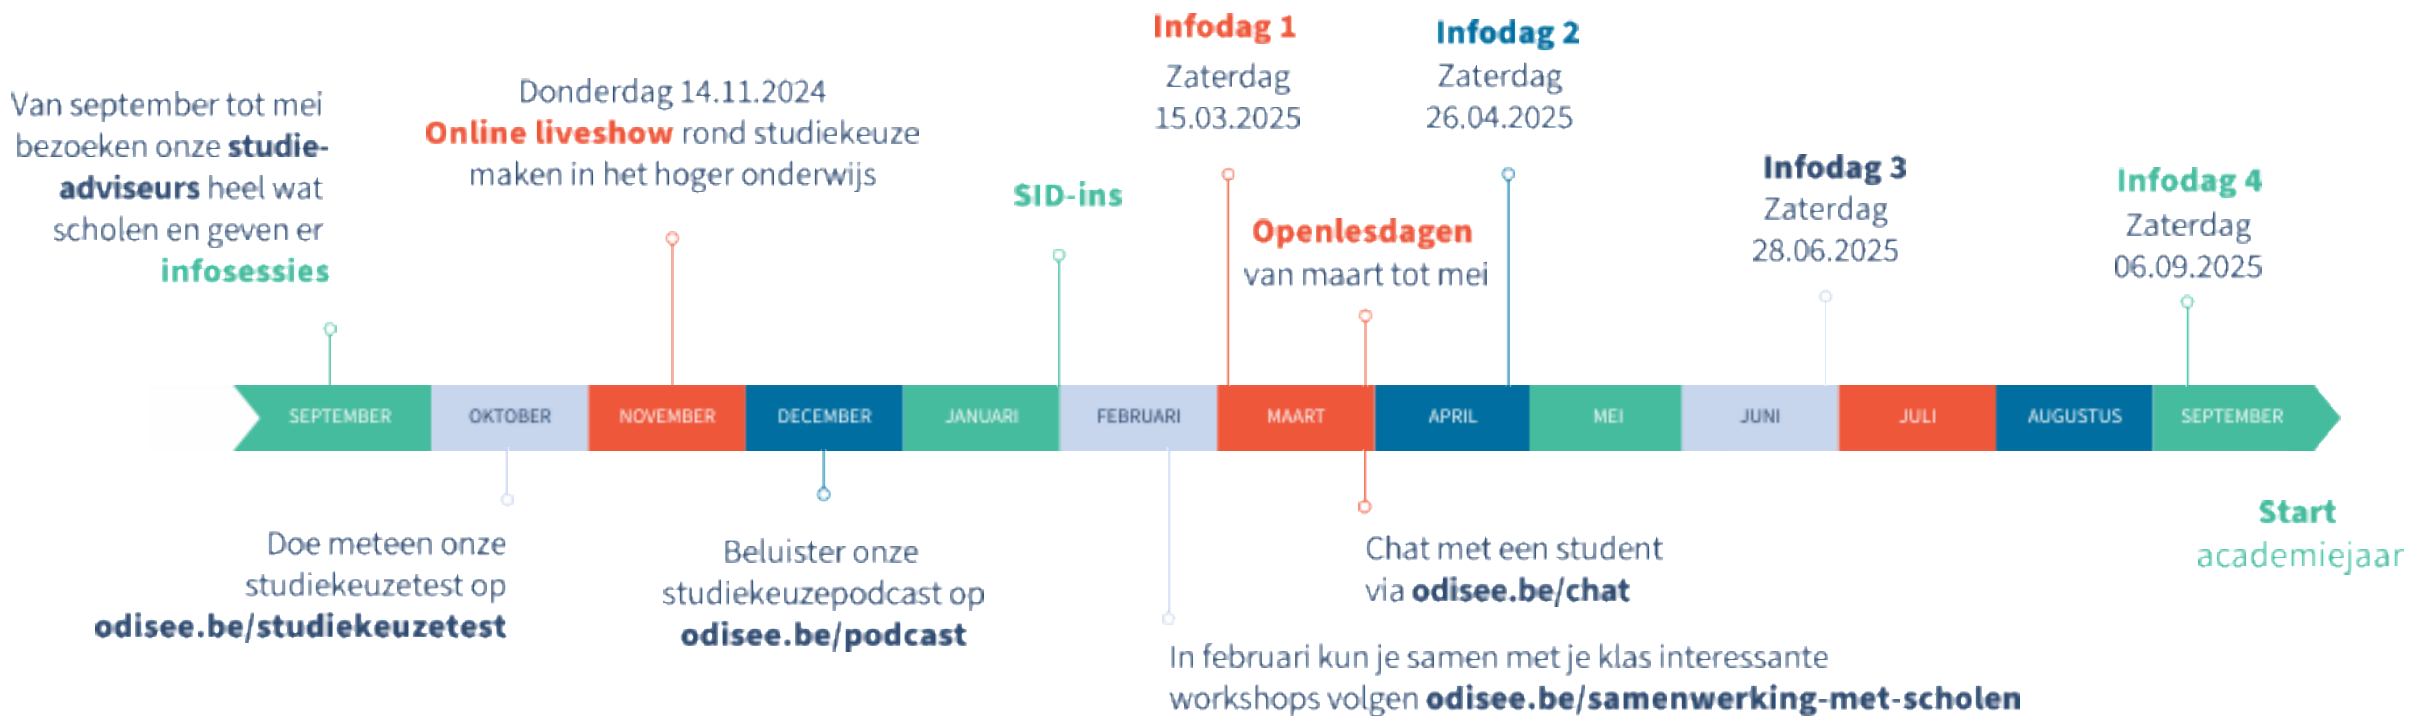 Van september tot mei
bezoeken onze studie-
adviseurs heel wat
scholen en geven er
infosessies
Donderdag 14.11.2024
Online liveshow rond studiekeuze
maken in het hoger onderwijs
SID-ins
Infodag 1
Zaterdag
15.03.2025
Openlesdagen
van maart tot mei
Infodag 2
Zaterdag
26.04.2025
Infodag 3
Zaterdag
28.06.2025
Infodag 4
Zaterdag
06.09.2025
SEPTEMBER
OKTOBER
NOVEMBER
DECEMBER
JANUARI
FEBRUARI
MAART
APRIL
MEI
JUNI
JULI
AUGUSTUS
SEPTEMBER
Doe meteen onze
studiekeuzetest op
odisee.be/studiekeuzetest
Beluister onze
studiekeuzepodcast op
odisee.be/podcast
Chat met een student
via odisee.be/chat
In februari kun je samen met je klas interessante
workshops volgen odisee.be/samenwerking-met-scholen
Start
academiejaar